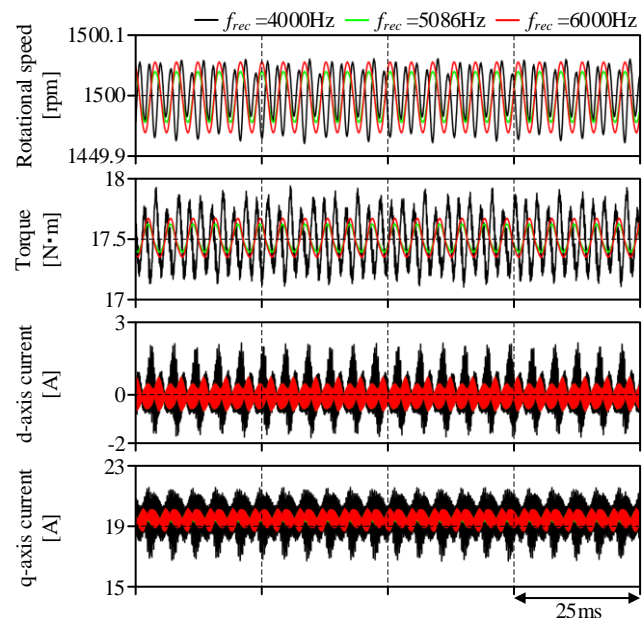 f_rec =4000Hz f_rec =5086Hz f_rec =6000Hz
Rotational speed
[rpm]
1500.1
1500
1449.9
Torque
[N·m]
18
17.5
17
d-axis current
[A]
3
0
-2
q-axis current
[A]
23
19
15
25ms